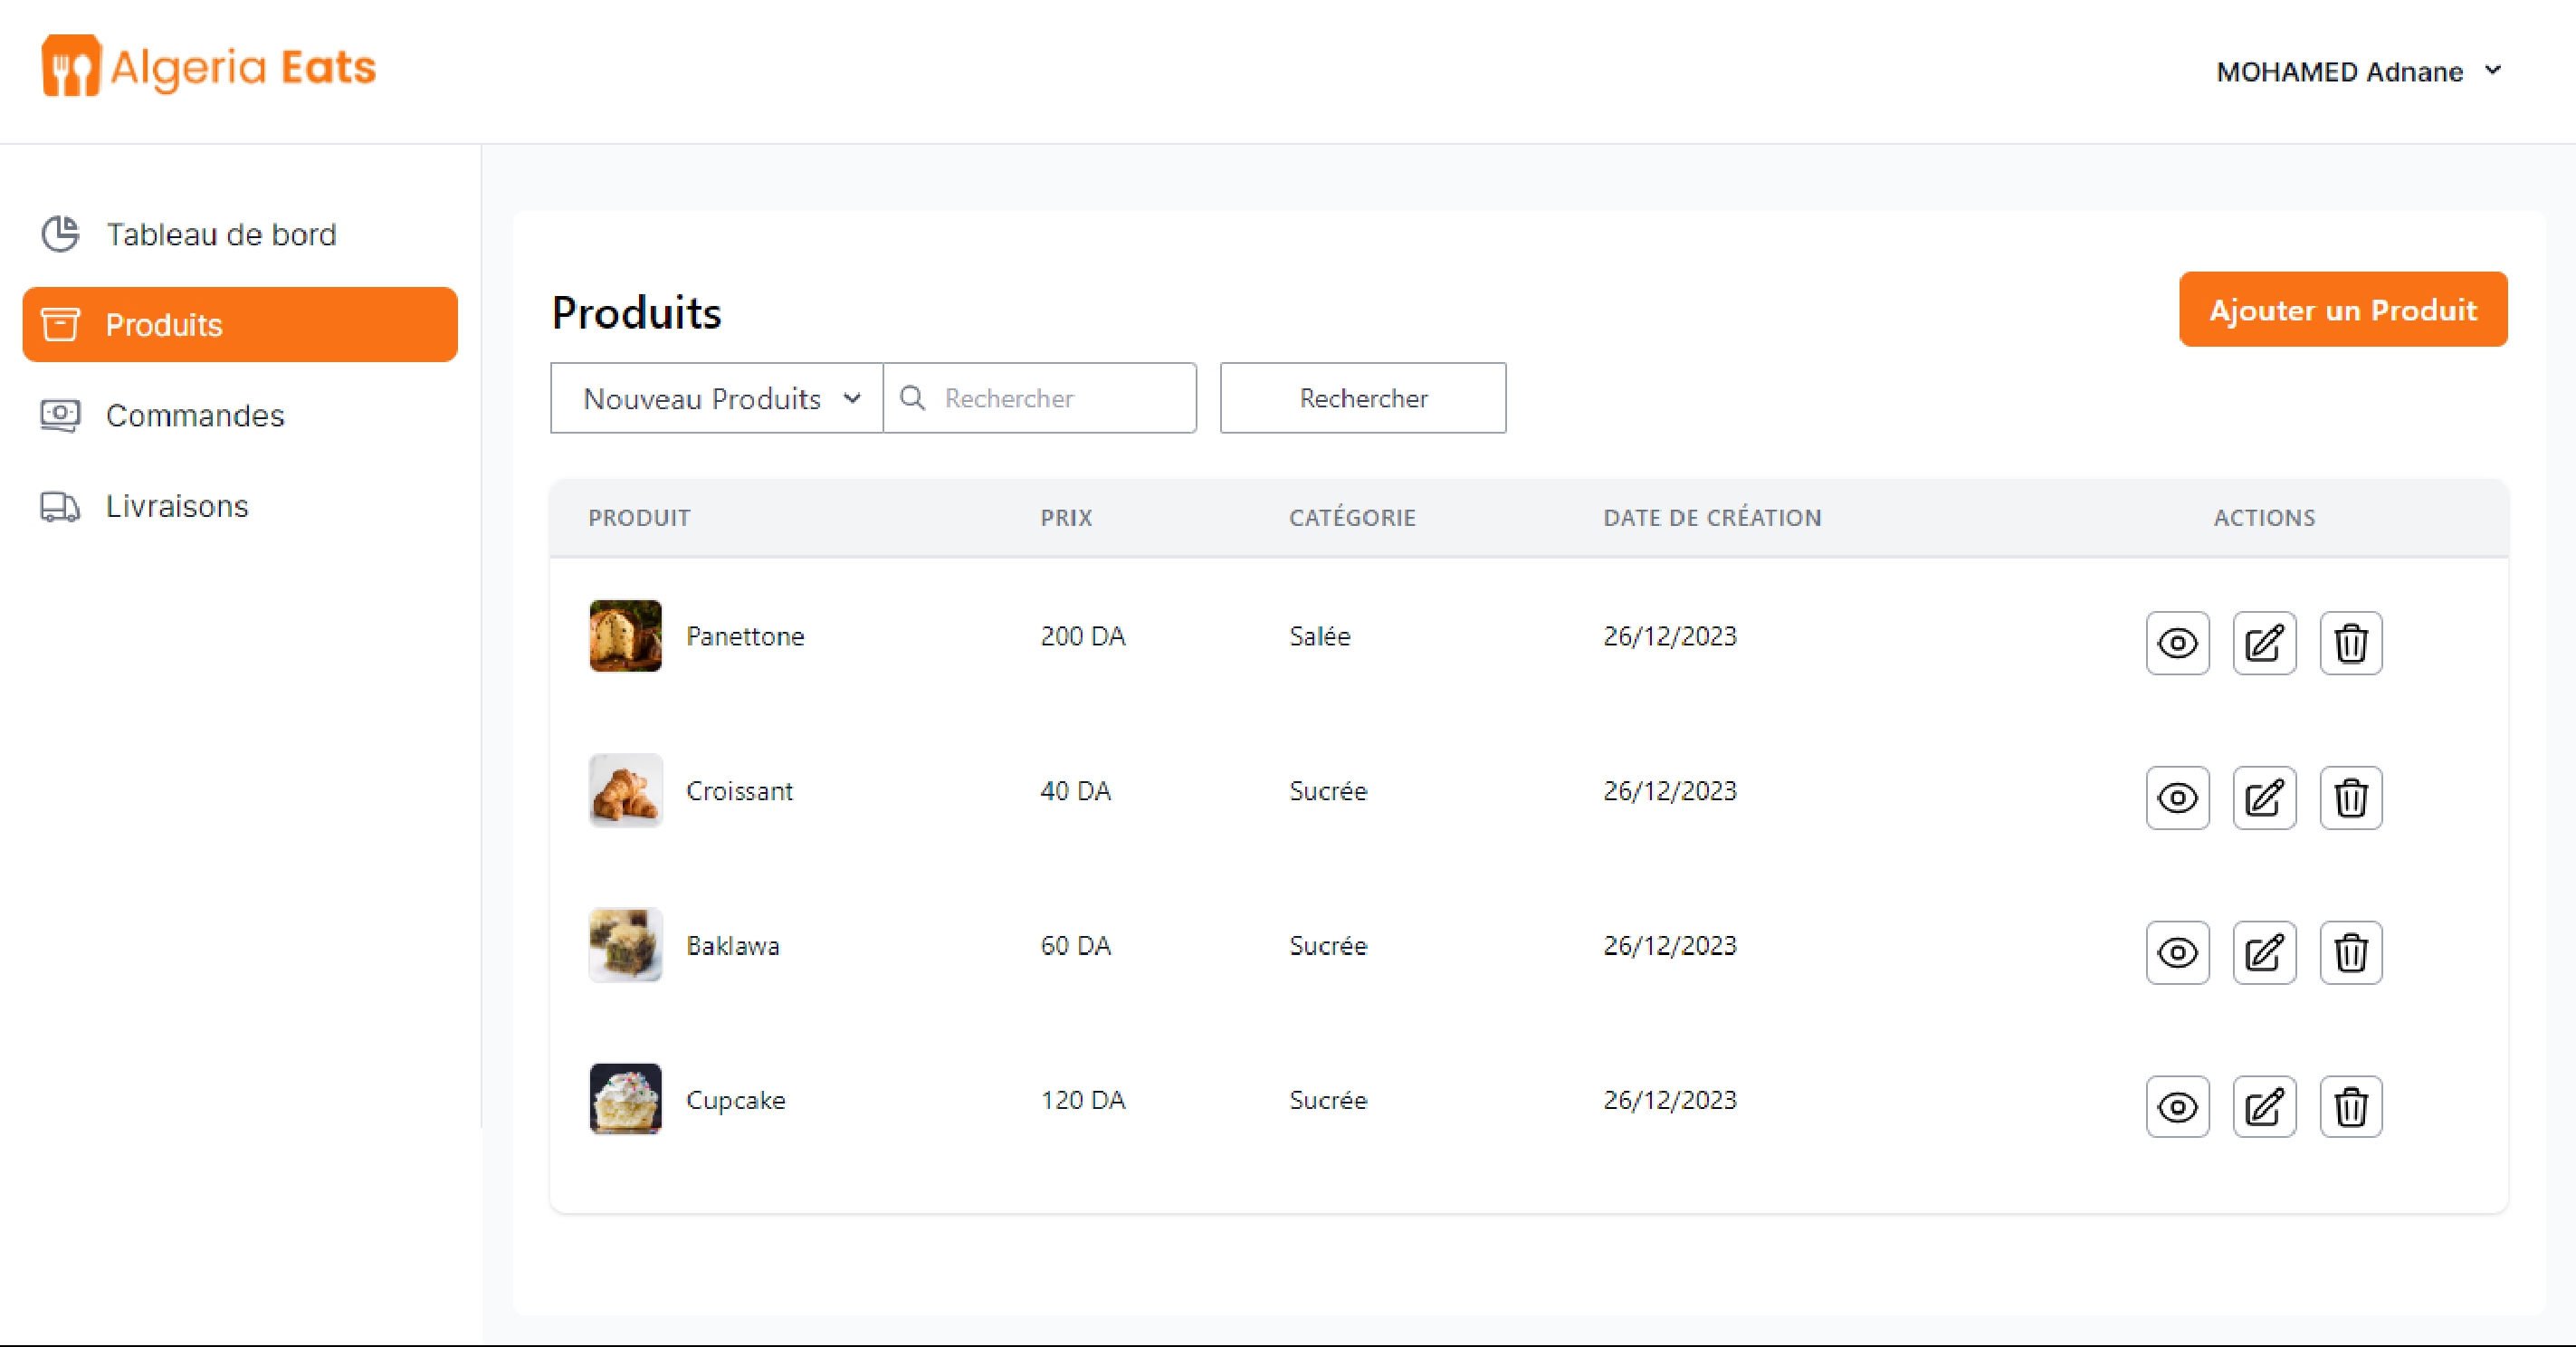 Algeria Eats
MOHAMED Adnane
Tableau de bord
Produits
Commandes
Livraisons
Produits
Ajouter un Produit
Nouveau Produits
Rechercher
Rechercher
PRODUIT PRIX CATÉGORIE DATE DE CRÉATION ACTIONS
Panettone 200 DA Salée 26/12/2023
Croissant 40 DA Sucrée 26/12/2023
Baklawa 60 DA Sucrée 26/12/2023
Cupcake 120 DA Sucrée 26/12/2023